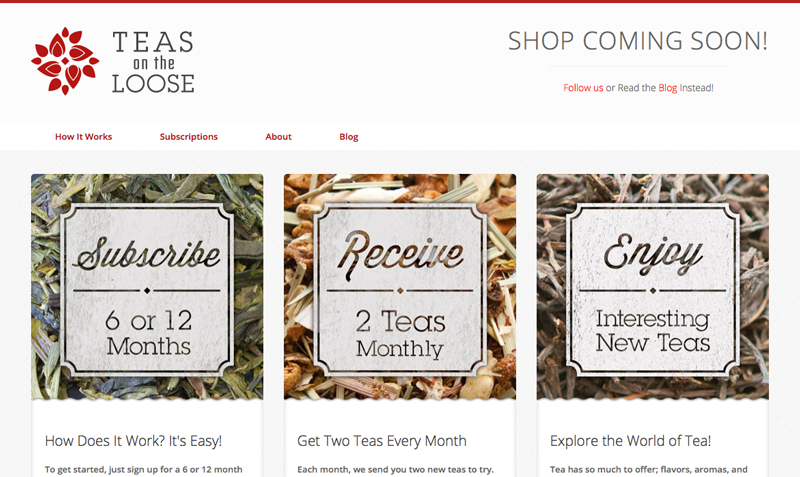 TEAS
on the
LOOSE
SHOP COMING SOON!
Follow us or Read the Blog Instead!
How It Works Subscriptions About Blog
Subscribe
6 or 12
Months
Receive
2 Teas
Monthly
Enjoy
Interesting
New Teas
How Does It Work? It's Easy!
To get started, just sign up for a 6 or 12 month
Get Two Teas Every Month
Each month, we send you two new teas to try.
Explore the World of Tea!
Tea has so much to offer; flavors, aromas, and